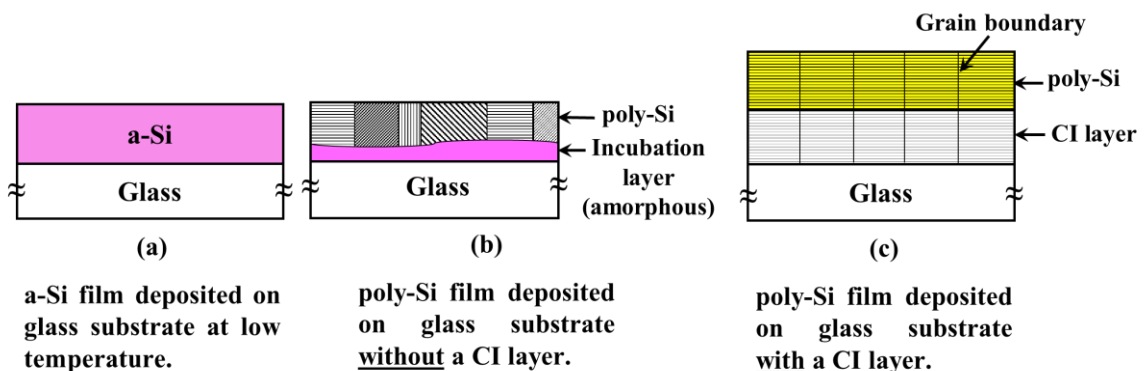 a-Si
Glass
(a)
a-Si film deposited on
glass substrate at low
temperature.
poly-Si
Incubation
layer
(amorphous)
Glass
(b)
poly-Si film deposited
on glass substrate
without a CI layer.
Grain boundary
poly-Si
CI layer
Glass
(c)
poly-Si film deposited
on glass substrate
with a CI layer.